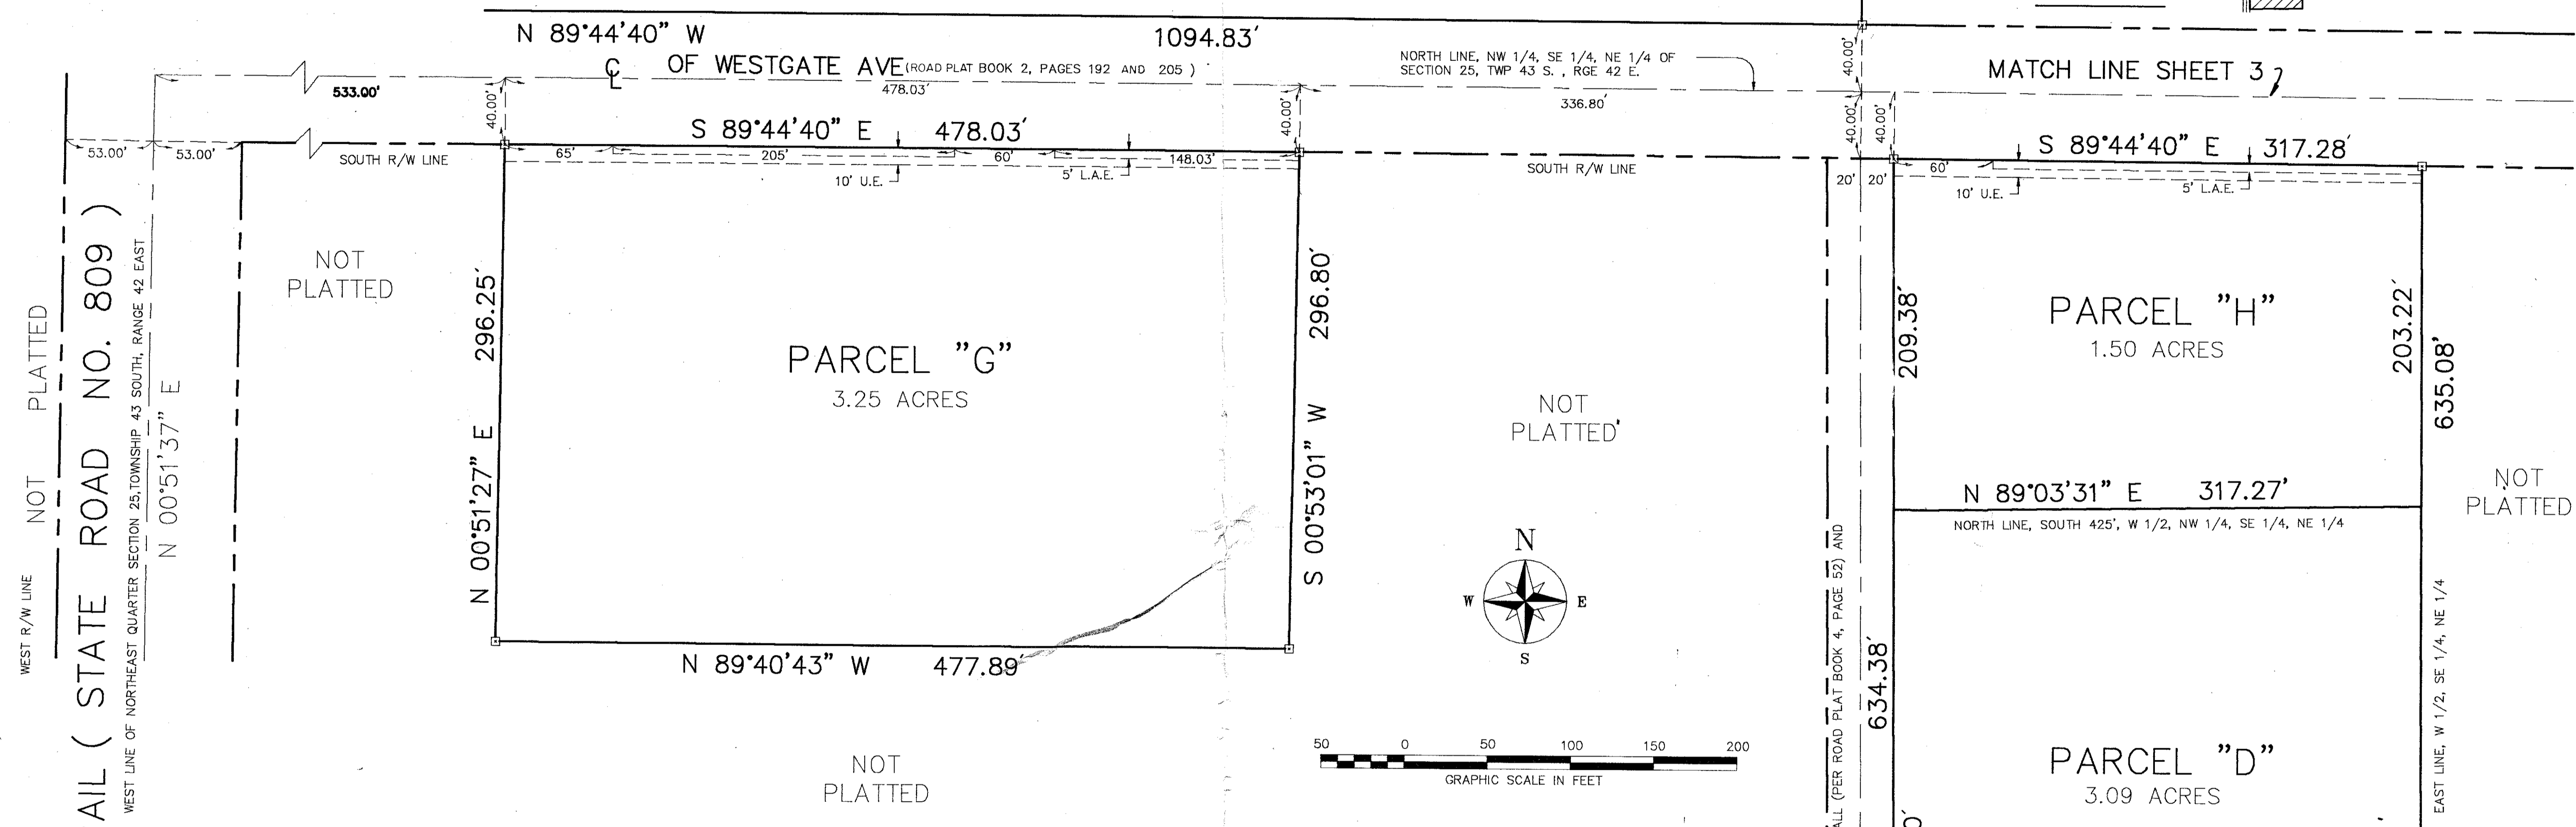 N 89°44'40" W 1094.83'
℄ OF WESTGATE AVE (ROAD PLAT BOOK 2, PAGES 192 AND 205 )
NORTH LINE, NW 1/4, SE 1/4, NE 1/4 OF
SECTION 25, TWP 43 S. , RGE 42 E.
MATCH LINE SHEET 3
40.00'
533.00'
478.03'
336.80'
40.00'
40.00'
40.00'
40.00'
53.00'
53.00'
SOUTH R/W LINE
S 89°44'40" E 478.03'
65'
205'
60'
148.03'
10' U.E.
5' L.A.E.
SOUTH R/W LINE
20'
20'
S 89°44'40" E 317.28'
60'
10' U.E.
5' L.A.E.
WEST R/W LINE
NOT PLATTED
AIL ( STATE ROAD NO. 809 )
WEST LINE OF NORTHEAST QUARTER SECTION 25,TOWNSHIP 43 SOUTH, RANGE 42 EAST
N 00°51'37" E
NOT
PLATTED
N 00°51'27" E 296.25'
PARCEL "G"
3.25 ACRES
S 00°53'01" W 296.80'
N 89°40'43" W 477.89'
NOT
PLATTED
NOT
PLATTED
N
W
E
S
50 0 50 100 150 200
GRAPHIC SCALE IN FEET
ALL (PER ROAD PLAT BOOK 4, PAGE 52) AND
634.38'
209.38'
PARCEL "H"
1.50 ACRES
203.22'
635.08'
N 89°03'31" E 317.27'
NORTH LINE, SOUTH 425', W 1/2, NW 1/4, SE 1/4, NE 1/4
NOT
PLATTED
PARCEL "D"
3.09 ACRES
EAST LINE, W 1/2, SE 1/4, NE 1/4
0'